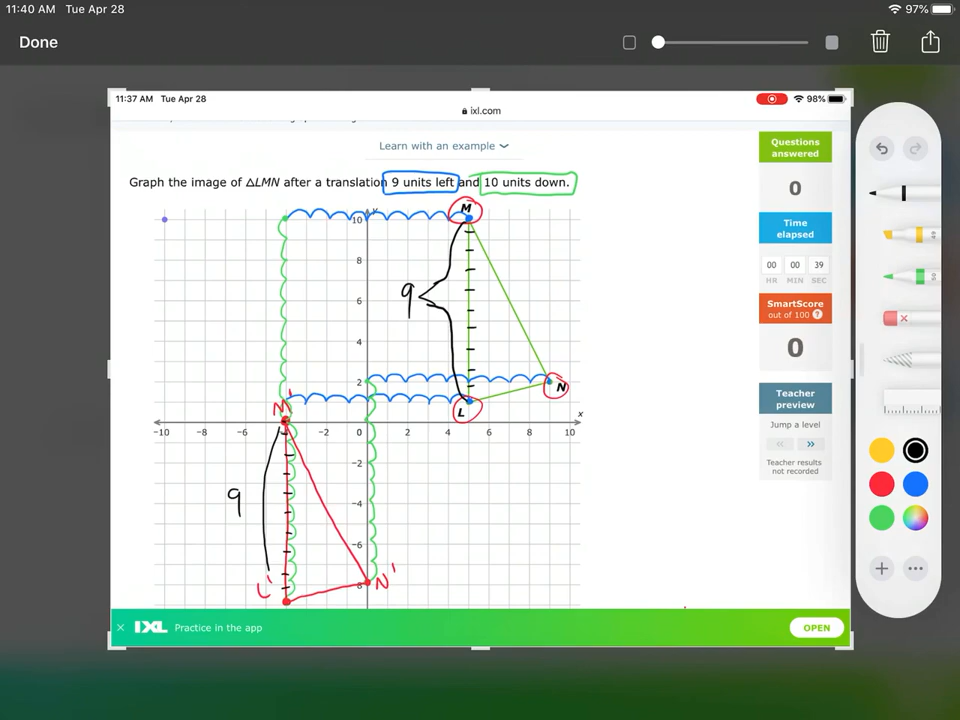 11:40 AM Tue Apr 28
97%
Done
11:37 AM Tue Apr 28
98%
ixl.com
Learn with an example
Graph the image of △LMN after a translation 9 units left and 10 units down.
Questions answered
0
Time elapsed
00 00 39
HR MIN SEC
SmartScore
out of 100 ?
0
Teacher preview
Jump a level
<< >>
Teacher results not recorded
y
10
8
6
4
2
-10 -8 -6 -2 0 2 4 6 8 10
x
-2
-4
-6
8
M
N
L
9
M'
9
L'
N'
49
50
× IXL Practice in the app
OPEN